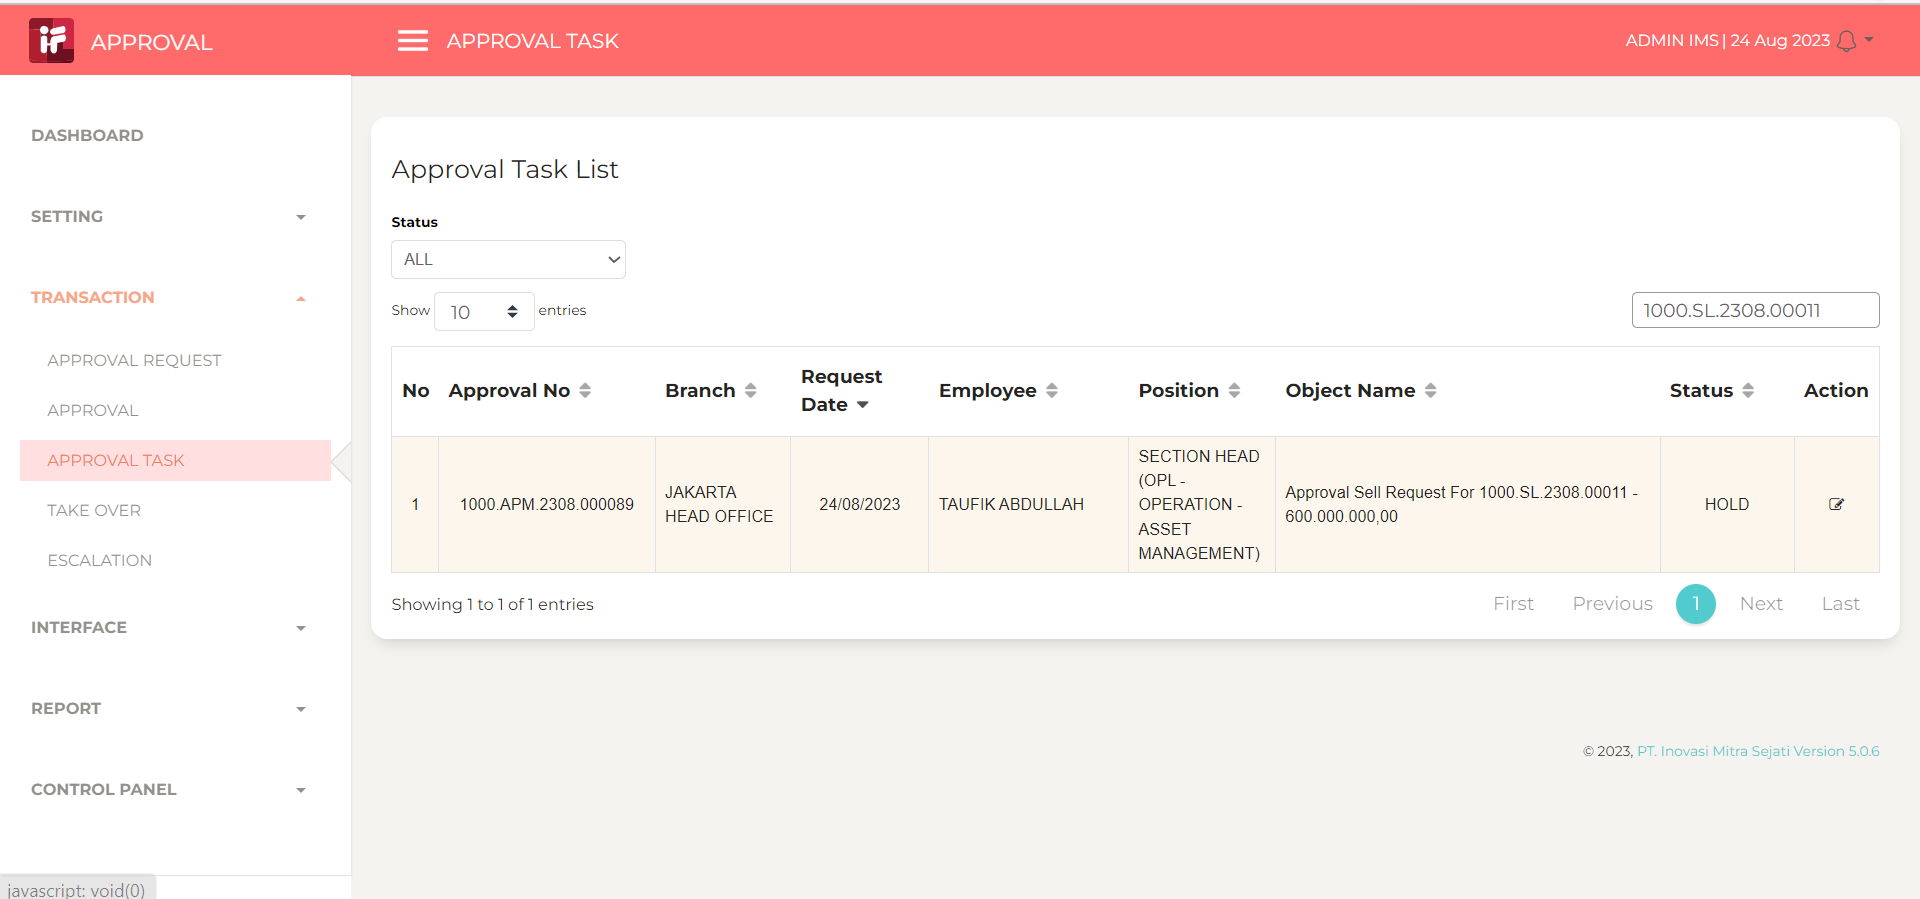 iF APPROVAL
APPROVAL TASK
ADMIN IMS | 24 Aug 2023
DASHBOARD
SETTING
TRANSACTION
APPROVAL REQUEST
APPROVAL
APPROVAL TASK
TAKE OVER
ESCALATION
INTERFACE
REPORT
CONTROL PANEL
javascript: void(0)
Approval Task List
Status
ALL
Show 10 entries
1000.SL.2308.00011
No Approval No Branch Request Date Employee Position Object Name Status Action
1
1000.APM.2308.000089
JAKARTA
HEAD OFFICE
24/08/2023
TAUFIK ABDULLAH
SECTION HEAD
(OPL -
OPERATION -
ASSET
MANAGEMENT)
Approval Sell Request For 1000.SL.2308.00011 -
600.000.000,00
HOLD
Showing 1 to 1 of 1 entries
First Previous 1 Next Last
© 2023, PT. Inovasi Mitra Sejati Version 5.0.6